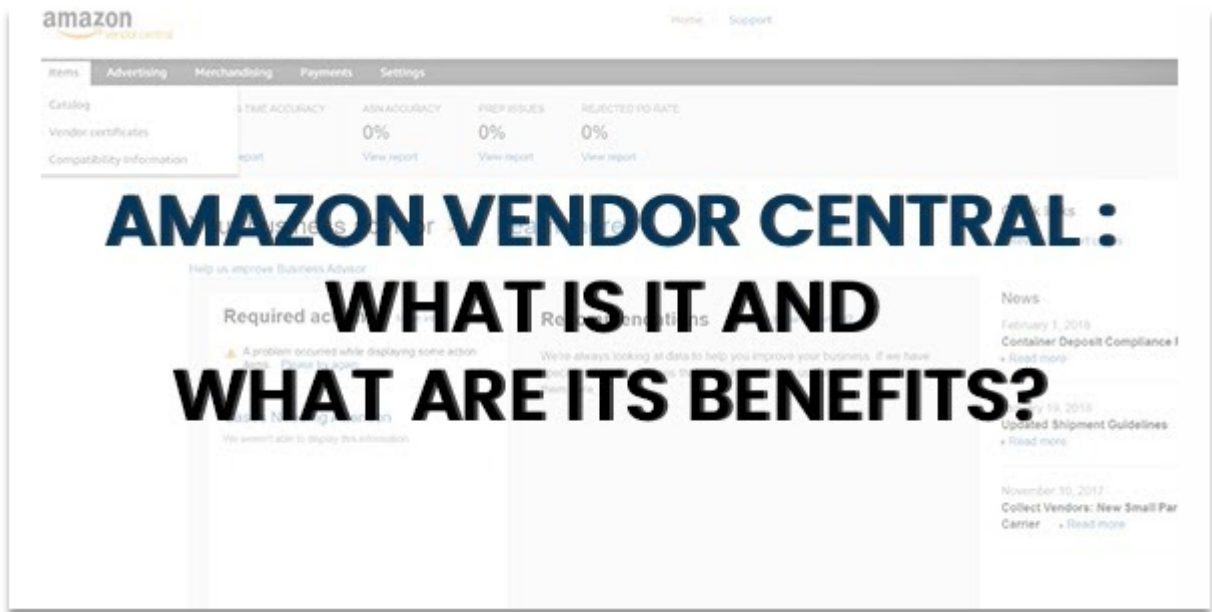 amazon
vendor central
Home Support
Items Advertising Merchandising Payments Settings
Catalog
Vendor certificates
Compatibility Information
TIME ACCURACY ASN ACCURACY PREP ISSUES REJECTED PO RATE
0% 0% 0%
View report View report View report
AMAZON VENDOR CENTRAL :
WHAT IS IT AND
WHAT ARE ITS BENEFITS?
Help us improve Business Advisor
Required
Recommendations
A problem occurred while displaying some action
We're always looking at data to help you improve your business. If we have
We weren't able to display this information
News
February 1, 2018
Container Deposit Compliance
Read more
19, 2018
Updated Shipment Guidelines
Read more
November 10, 2017
Collect Vendors: New Small Par
Carrier Read more